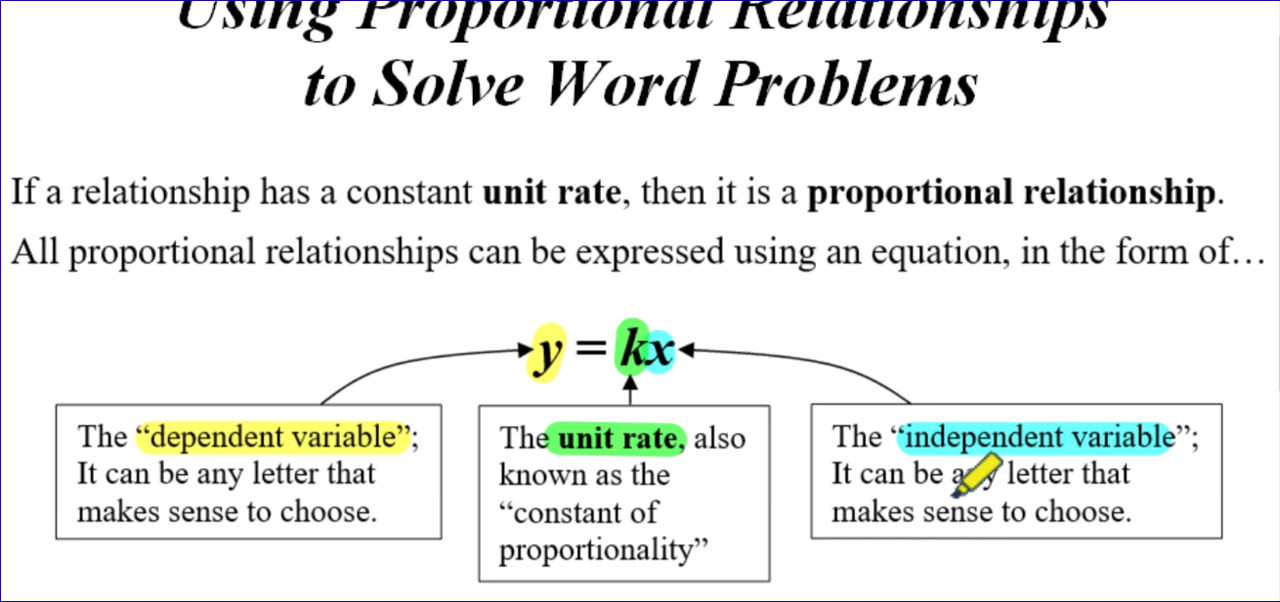 Using Proportional Relationships
to Solve Word Problems
If a relationship has a constant unit rate, then it is a proportional relationship.
All proportional relationships can be expressed using an equation, in the form of…
y = kx
The “dependent variable”;
It can be any letter that
makes sense to choose.
The unit rate, also
known as the
“constant of
proportionality”
The “independent variable”;
It can be any letter that
makes sense to choose.